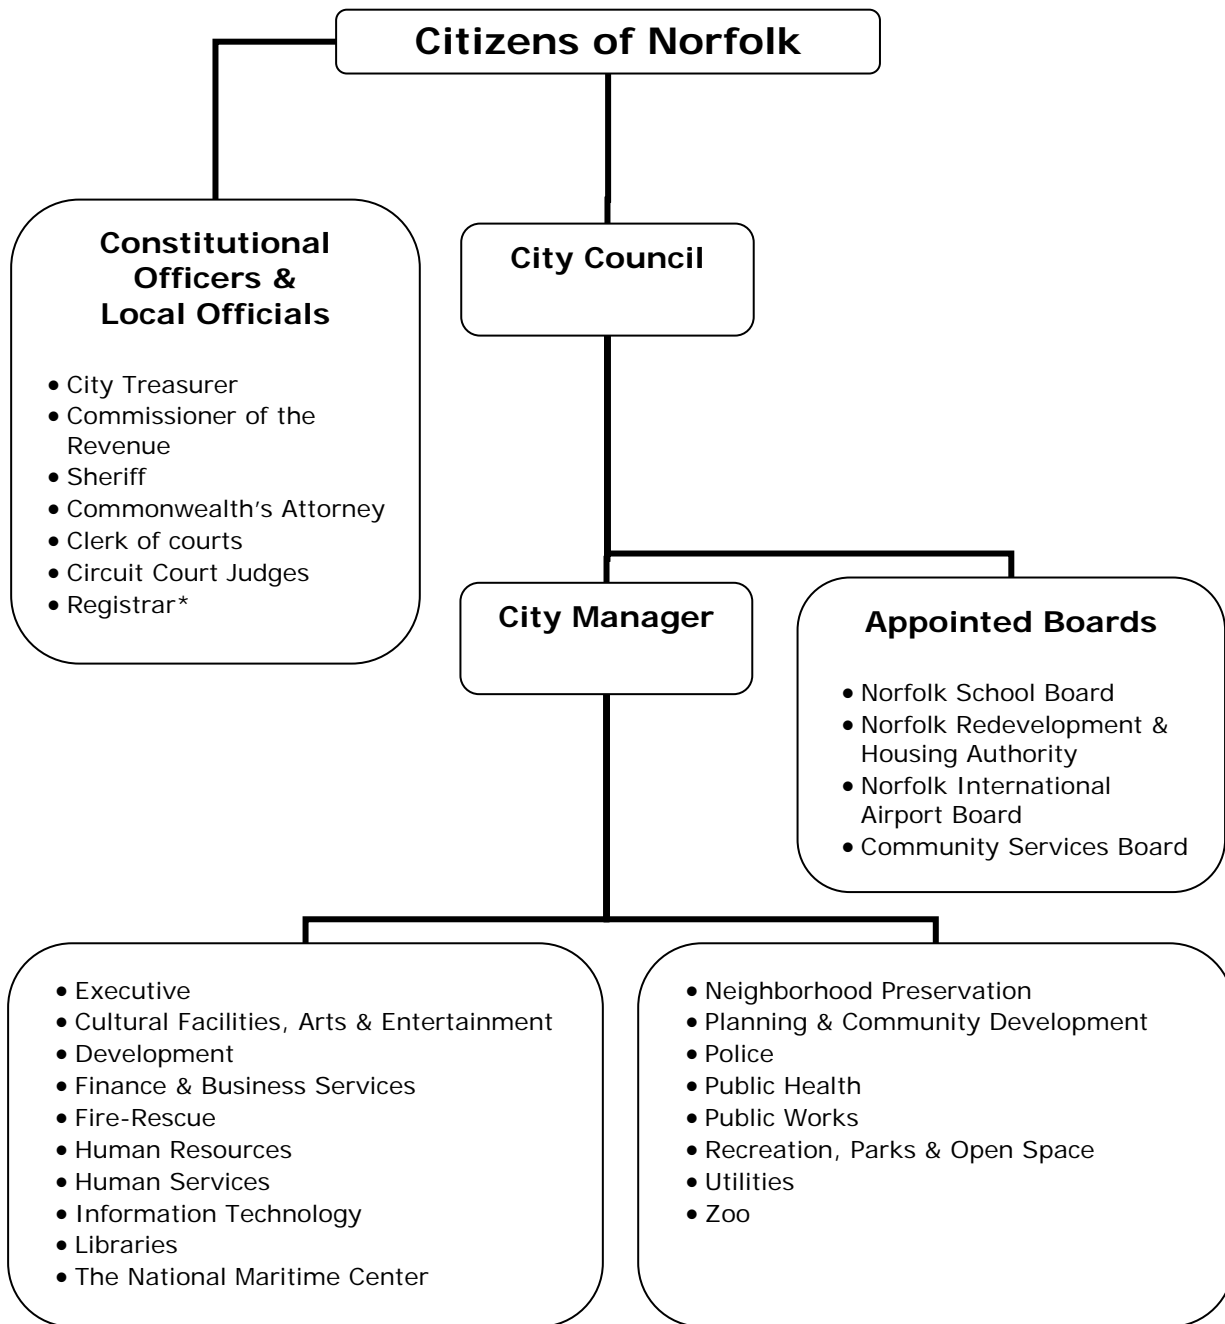 Citizens of Norfolk
Constitutional
Officers &
Local Officials
• City Treasurer
• Commissioner of the
Revenue
• Sheriff
• Commonwealth’s Attorney
• Clerk of courts
• Circuit Court Judges
• Registrar*
City Council
City Manager
Appointed Boards
• Norfolk School Board
• Norfolk Redevelopment &
Housing Authority
• Norfolk International
Airport Board
• Community Services Board
• Executive
• Cultural Facilities, Arts & Entertainment
• Development
• Finance & Business Services
• Fire-Rescue
• Human Resources
• Human Services
• Information Technology
• Libraries
• The National Maritime Center
• Neighborhood Preservation
• Planning & Community Development
• Police
• Public Health
• Public Works
• Recreation, Parks & Open Space
• Utilities
• Zoo